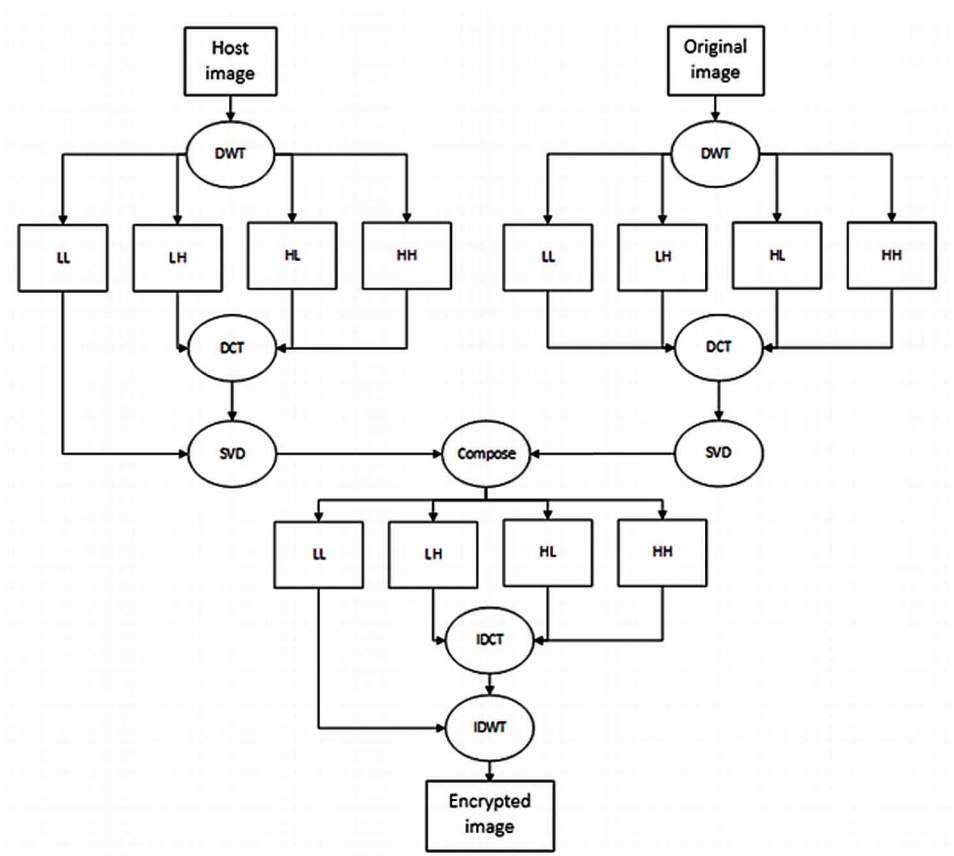 Host
image
Original
image
DWT
DWT
LL
LH
HL
HH
LL
LH
HL
HH
DCT
DCT
SVD
Compose
SVD
LL
LH
HL
HH
IDCT
IDWT
Encrypted
image